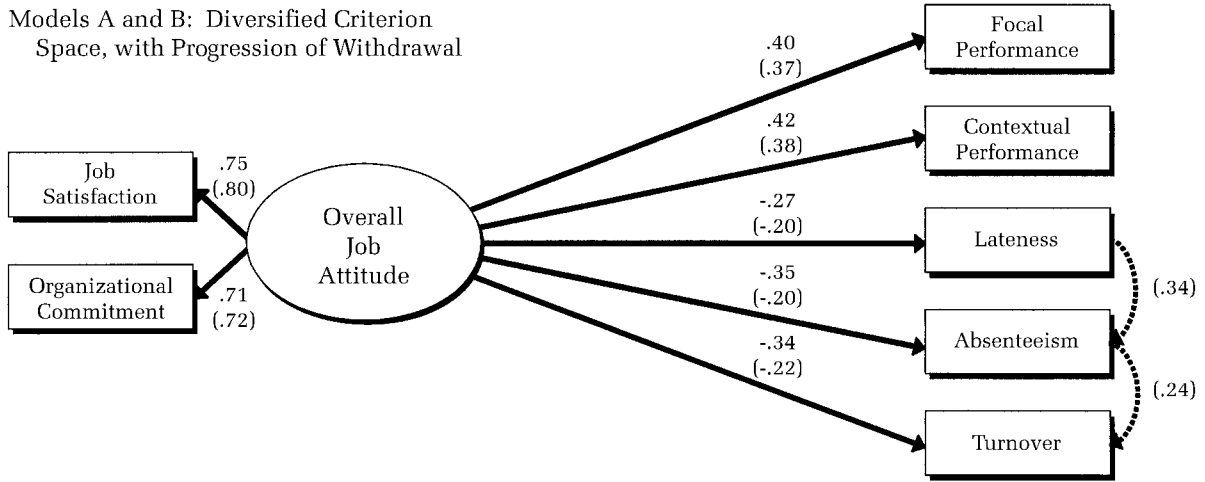 Models A and B: Diversified Criterion
Space, with Progression of Withdrawal
Job
Satisfaction
Organizational
Commitment
.75
(.80)
.71
(.72)
Overall
Job
Attitude
.40
(.37)
.42
(.38)
-.27
(-.20)
-.35
(-.20)
-.34
(-.22)
Focal
Performance
Contextual
Performance
Lateness
Absenteeism
Turnover
(.34)
(.24)